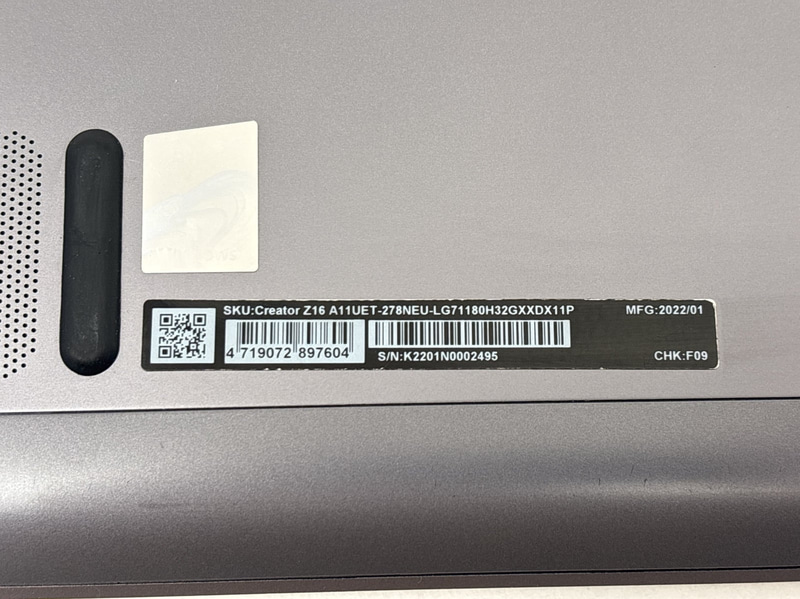 SKU:Creator Z16 A11UET-278NEU-LG71180H32GXXDX11P MFG:2022/01
4 719072 897604
S/N:K2201N0002495 CHK:F09